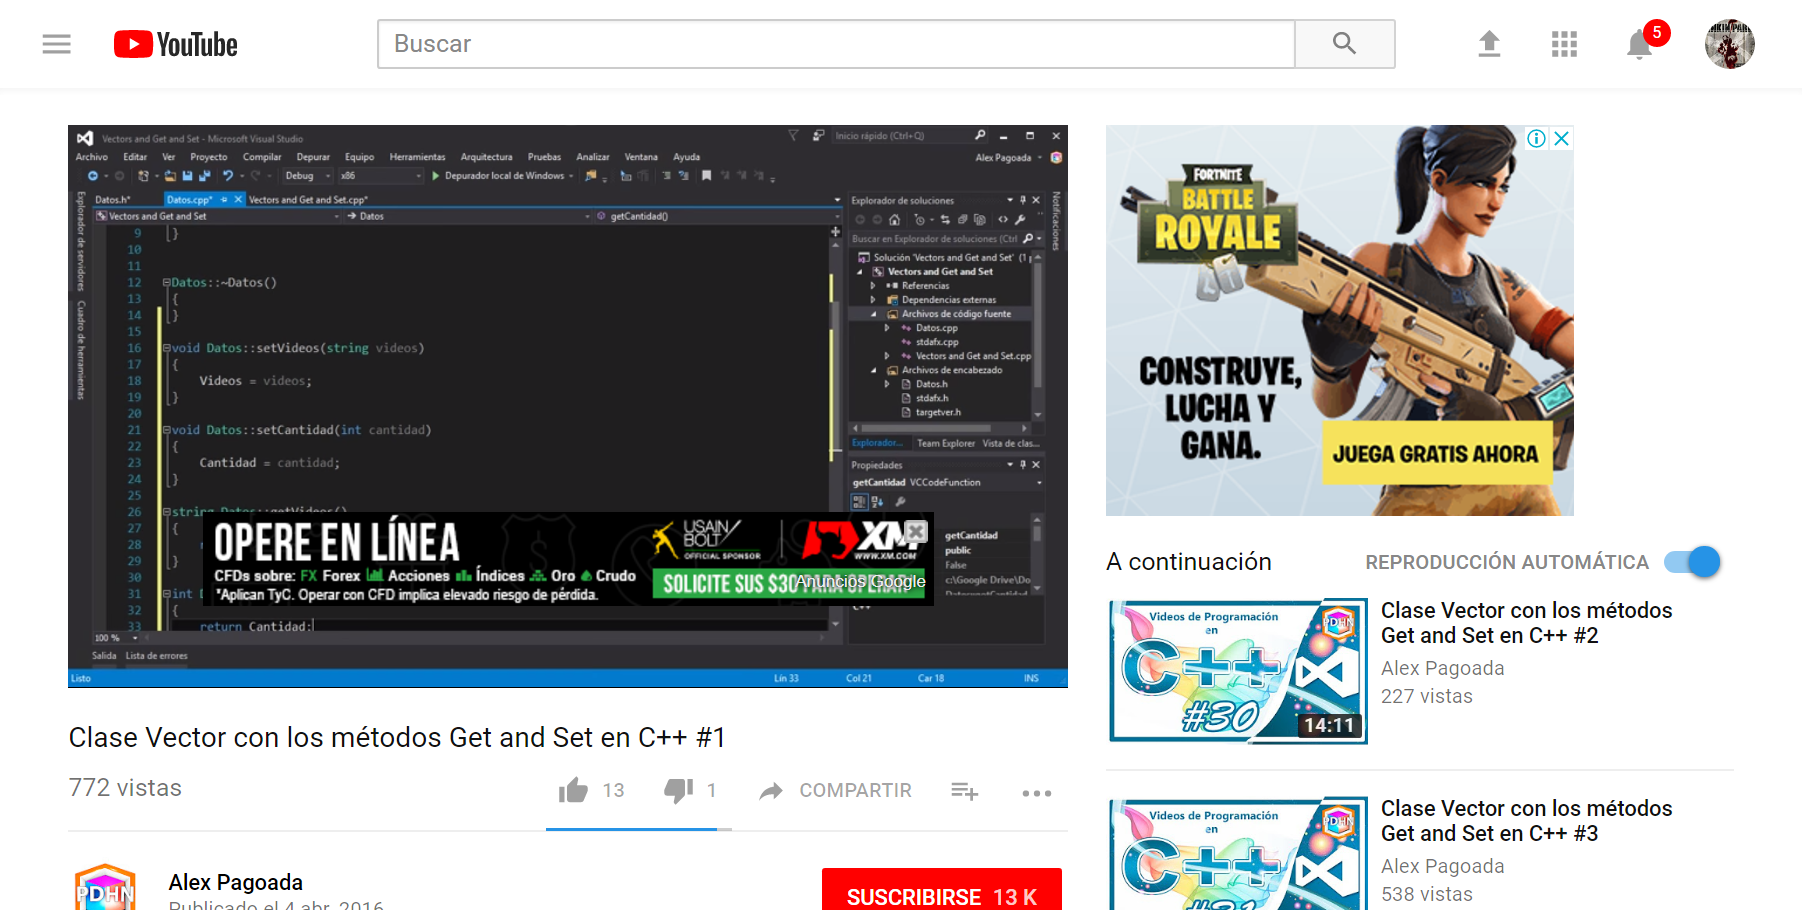 YouTube
Buscar
5
Vectors and Get and Set - Microsoft Visual Studio
Inicio rápido (Ctrl+Q)
Archivo Editar Ver Proyecto Compilar Depurar Equipo Herramientas Arquitectura Pruebas Analizar Ventana Ayuda
Alex Pagoada
Debug x86 Depurador local de Windows
Explorador de servidores
Cuadro de herramientas
Datos.h* Datos.cpp* Vectors and Get and Set.cpp*
Vectors and Get and Set Datos getCantidad()
9 }
10
11
12 Datos::~Datos()
13 {
14 }
15
16 void Datos::setVideos(string videos)
17 {
18 Videos = videos;
19 }
20
21 void Datos::setCantidad(int cantidad)
22 {
23 Cantidad = cantidad;
24 }
25
26 string Datos::getVideos()
27 {
28
29 }
30
31 int D
32 {
33 return Cantidad;
100 %
Salida Lista de errores
Listo Lín 33 Col 21 Car 18 INS
Explorador de soluciones
Buscar en Explorador de soluciones (Ctrl
Solución 'Vectors and Get and Set' (1 p
Vectors and Get and Set
Referencias
Dependencias externas
Archivos de código fuente
Datos.cpp
stdafx.cpp
Vectors and Get and Set.cpp
Archivos de encabezado
Datos.h
stdafx.h
targetver.h
Explorador... Team Explorer Vista de clas...
Propiedades
getCantidad VCCodeFunction
getCantidad
public
False
c:\Google Drive\Do
C++
Notificaciones
OPERE EN LÍNEA
CFDs sobre: FX Forex Acciones Índices Oro Crudo
*Aplican TyC. Operar con CFD implica elevado riesgo de pérdida.
USAIN BOLT
OFFICIAL SPONSOR
XM
WWW.XM.COM
SOLICITE SUS $30 PARA OPERAR
Anuncios Google
Clase Vector con los métodos Get and Set en C++ #1
772 vistas
13 1 COMPARTIR
PDHN
Alex Pagoada
Publicado el 4 abr. 2016
SUSCRIBIRSE 13 K
FORTNITE
BATTLE
ROYALE
CONSTRUYE,
LUCHA Y
GANA.
JUEGA GRATIS AHORA
A continuación REPRODUCCIÓN AUTOMÁTICA
Videos de Programación
en
C++
#30
PDHN
14:11
Clase Vector con los métodos
Get and Set en C++ #2
Alex Pagoada
227 vistas
Videos de Programación
en
C++
#31
PDHN
Clase Vector con los métodos
Get and Set en C++ #3
Alex Pagoada
538 vistas